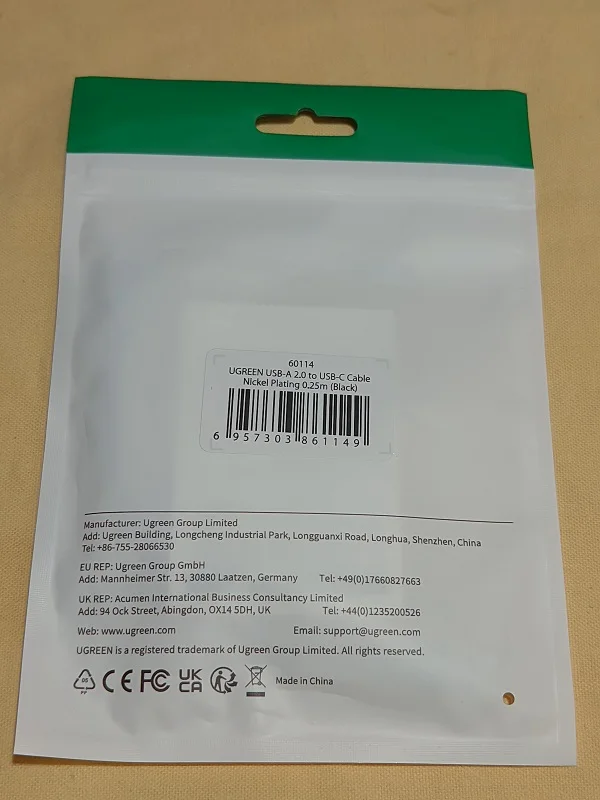 60114
UGREEN USB-A 2.0 to USB-C Cable
Nickel Plating 0.25m (Black)
6 957303 861149
Manufacturer: Ugreen Group Limited
Add: Ugreen Building, Longcheng Industrial Park, Longguanxi Road, Longhua, Shenzhen, China
Tel: +86-755-28066530
EU REP: Ugreen Group GmbH
Add: Mannheimer Str. 13, 30880 Laatzen, Germany Tel: +49(0)17660827663
UK REP: Acumen International Business Consultancy Limited
Add: 94 Ock Street, Abingdon, OX14 5DH, UK Tel: +44(0)1235200526
Web: www.ugreen.com Email: support@ugreen.com
UGREEN is a registered trademark of Ugreen Group Limited. All rights reserved.
05 PP CE FC UK CA Made in China